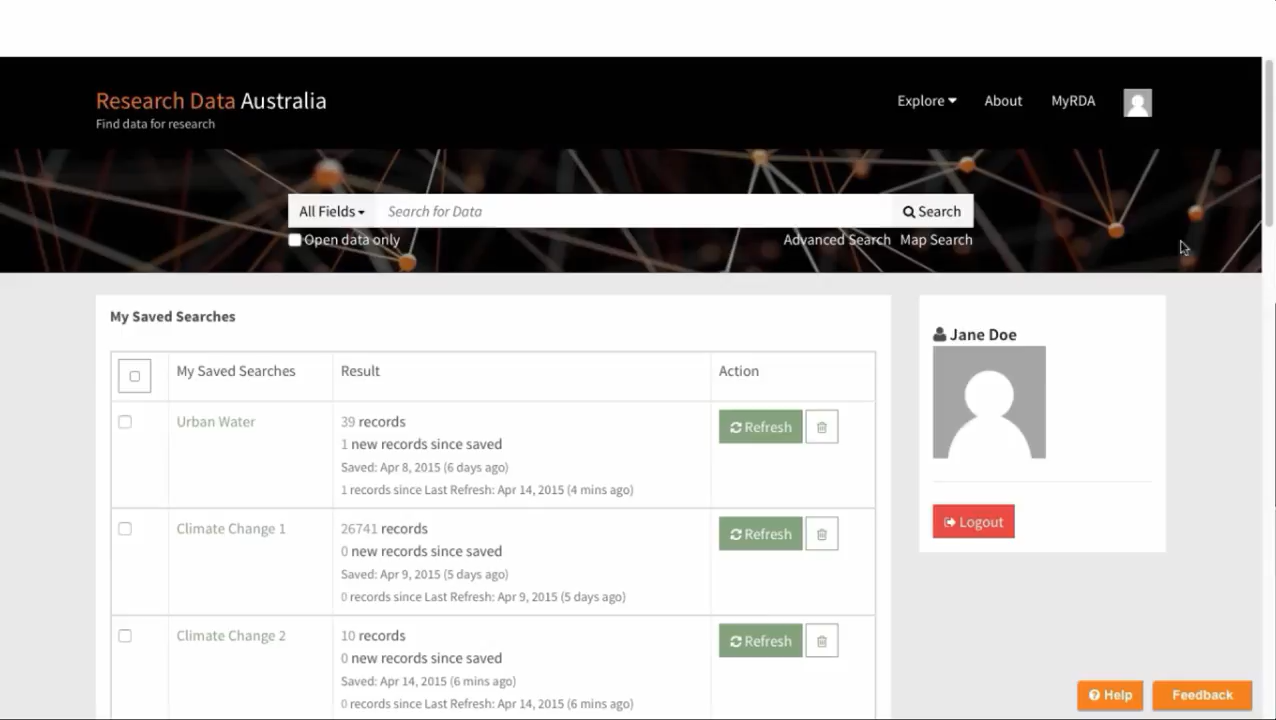 Research Data Australia
Find data for research
Explore About MyRDA
All Fields Search for Data Search
Open data only Advanced Search Map Search
My Saved Searches
My Saved Searches Result Action
Urban Water
39 records
1 new records since saved
Saved: Apr 8, 2015 (6 days ago)
1 records since Last Refresh: Apr 14, 2015 (4 mins ago)
Refresh
Climate Change 1
26741 records
0 new records since saved
Saved: Apr 9, 2015 (5 days ago)
0 records since Last Refresh: Apr 9, 2015 (5 days ago)
Refresh
Climate Change 2
10 records
0 new records since saved
Saved: Apr 14, 2015 (6 mins ago)
0 records since Last Refresh: Apr 14, 2015 (6 mins ago)
Refresh
Jane Doe
Logout
Help
Feedback